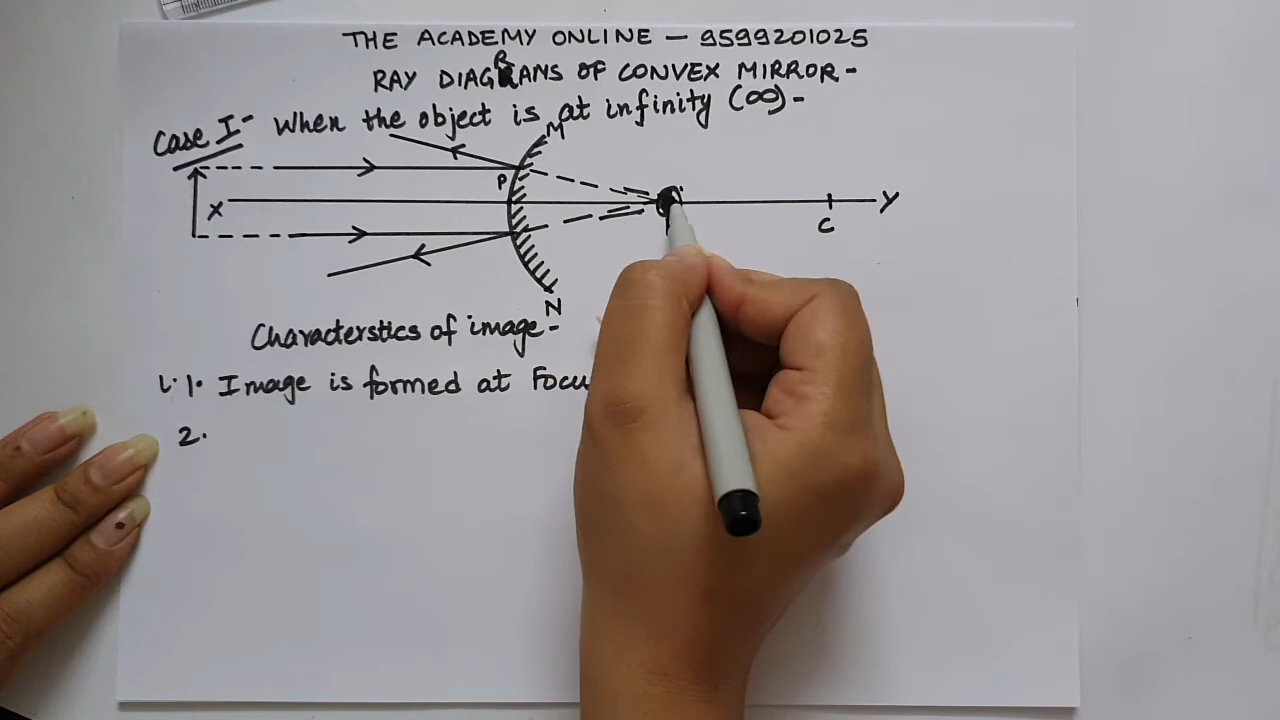 THE ACADEMY ONLINE - 9599201025
RAY DIAGRAMS OF CONVEX MIRROR -
Case I - When the object is at infinity (∞) -
M
P
X
Y
C
N
Characterstics of image -
1. Image is formed at Focu
2.